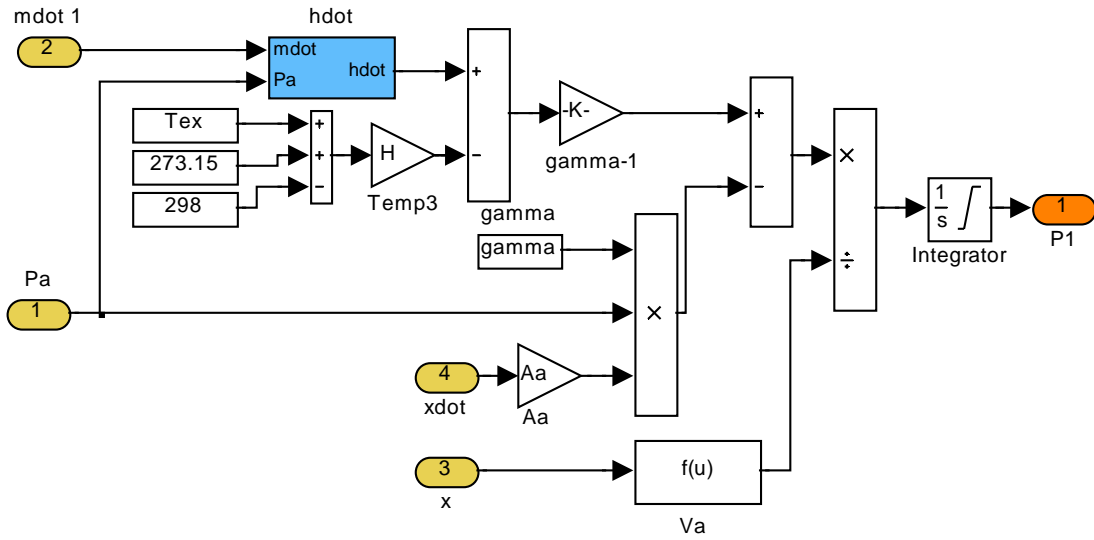 mdot 1
hdot
2
mdot
Pa
hdot
+
−
Tex
273.15
298
+
+
−
H
Temp3
-K-
gamma-1
+
−
×
÷
1
s
Integrator
1
P1
gamma
gamma
Pa
1
×
4
xdot
Aa
Aa
3
x
f(u)
Va